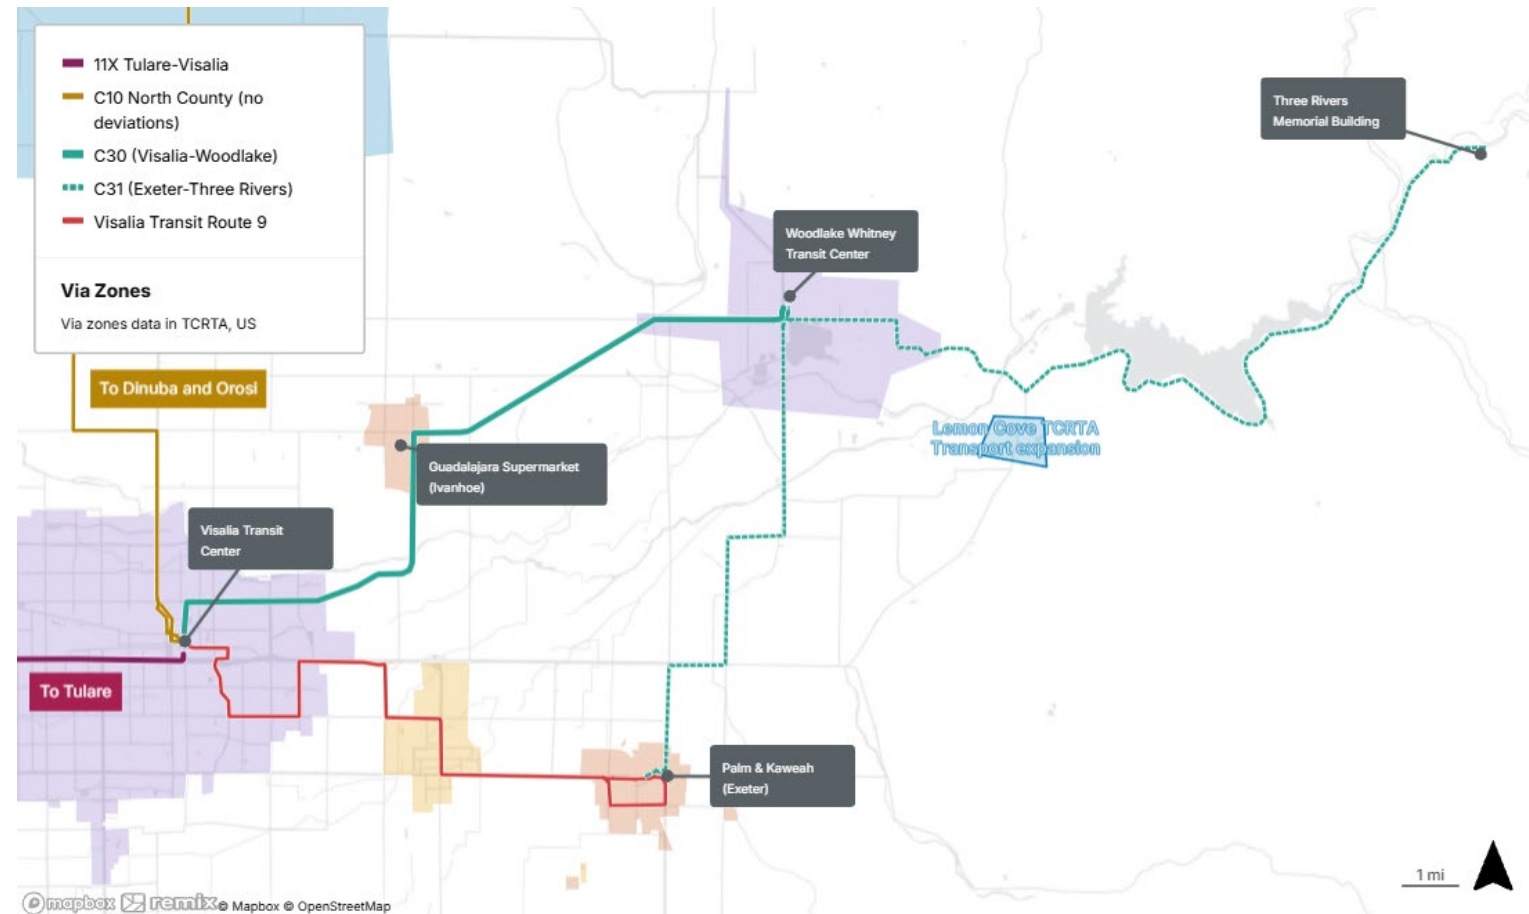 11X Tulare-Visalia
C10 North County (no
deviations)
C30 (Visalia-Woodlake)
C31 (Exeter-Three Rivers)
Visalia Transit Route 9
Via Zones
Via zones data in TCRTA, US
Three Rivers
Memorial Building
Woodlake Whitney
Transit Center
To Dinuba and Orosi
Lemon Cove TCRTA
Transport expansion
Guadalajara Supermarket
(Ivanhoe)
Visalia Transit
Center
To Tulare
Palm & Kaweah
(Exeter)
1 mi
mapbox remix © Mapbox © OpenStreetMap